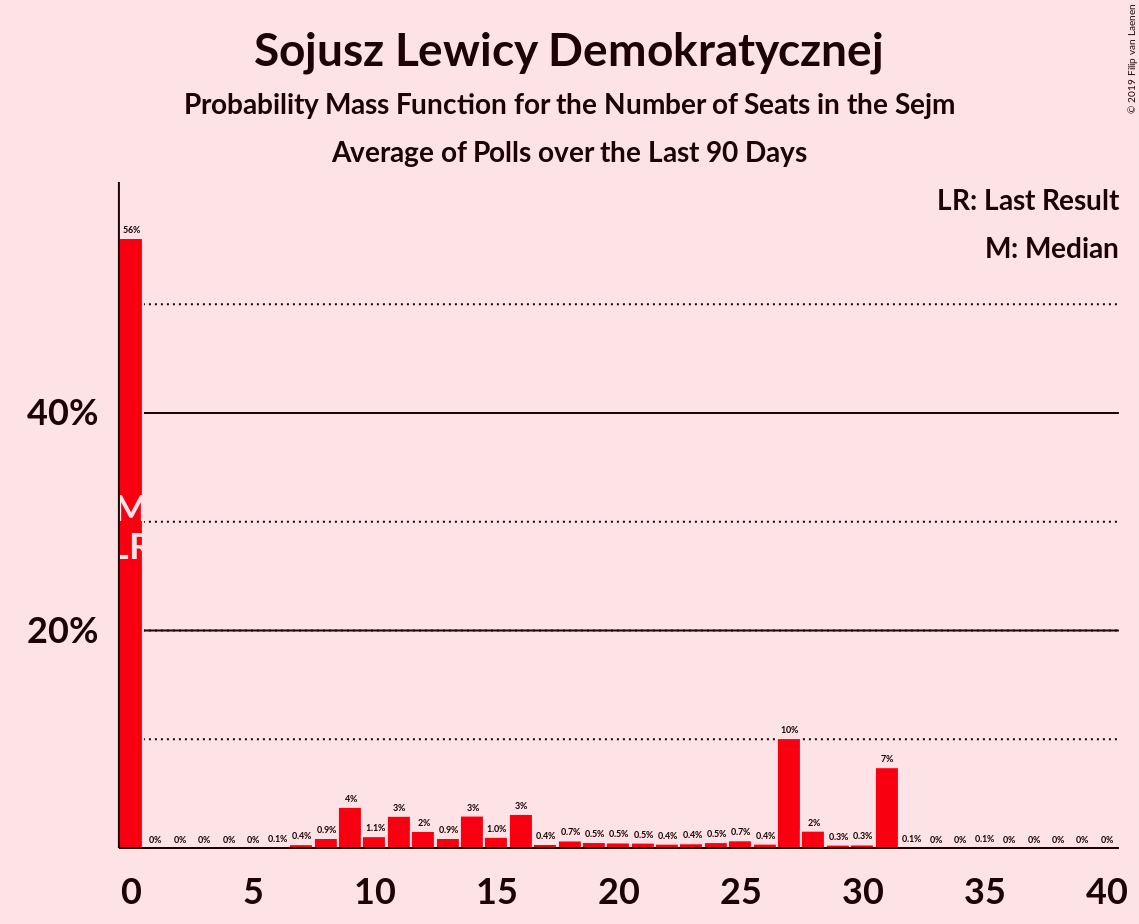 Sojusz Lewicy Demokratycznej
Probability Mass Function for the Number of Seats in the Sejm
Average of Polls over the Last 90 Days
© 2019 Filip van Laenen
LR: Last Result
M: Median
56%
40%
M
LR
20%
0% 0% 0% 0% 0% 0.1% 0.4% 0.9% 4% 1.1% 3% 2% 0.9% 3% 1.0% 3% 0.4% 0.7% 0.5% 0.5% 0.5% 0.4% 0.4% 0.5% 0.7% 0.4% 10% 2% 0.3% 0.3% 7% 0.1% 0% 0% 0.1% 0% 0% 0% 0% 0%
0 5 10 15 20 25 30 35 40